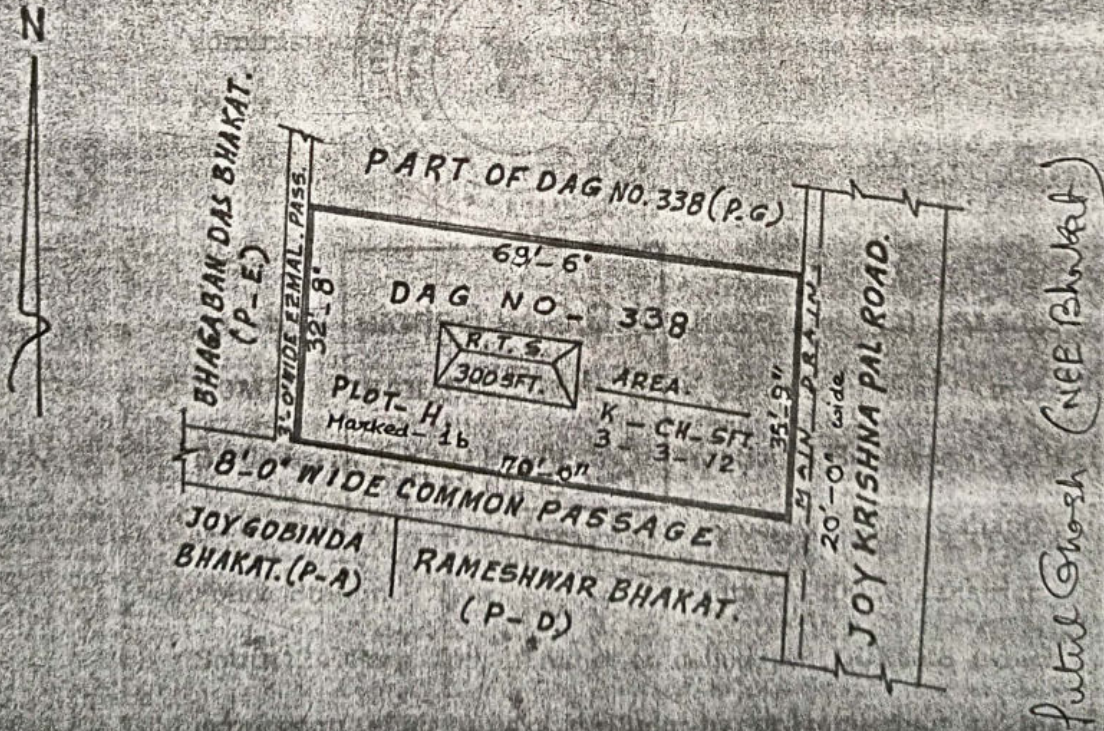 N
BHAGABAN DAS BHAKAT.
(P-E)
3'-0" WIDE EZMAL. PASS.
PART OF DAG NO. 338 (P.G)
69'-6"
32'-8"
DAG NO- 338
R.T.S.
300 SFT.
PLOT- H
Marked- 1b
AREA.
K - CH- SFT
3- 3- 12.
35'-9"
70'-0"
MAIN DRAIN
20'-0" wide
JOY KRISHNA PAL ROAD.
8'-0" WIDE COMMON PASSAGE
JOY GOBINDA
BHAKAT. (P-A)
RAMESHWAR BHAKAT.
(P-D)
Putul Ghosh (NEE Bhakat)